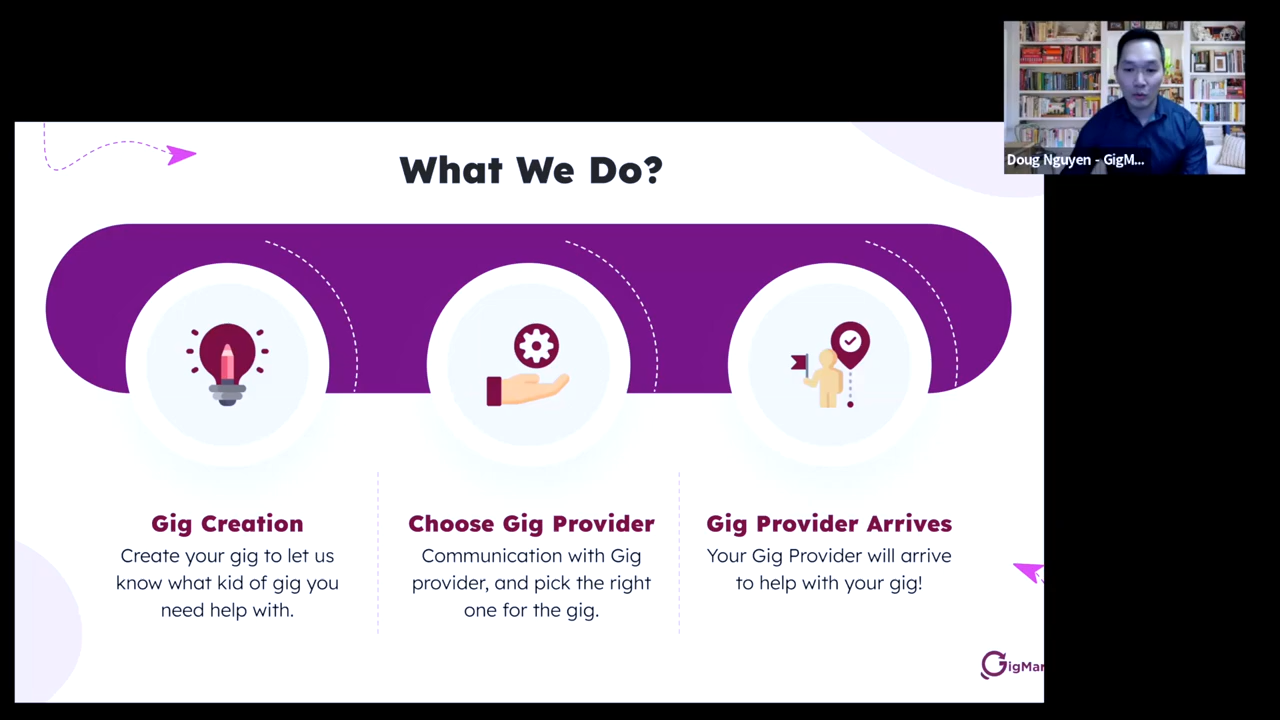 What We Do?
Doug Nguyen - GigM...
Gig Creation
Create your gig to let us
know what kid of gig you
need help with.
Choose Gig Provider
Communication with Gig
provider, and pick the right
one for the gig.
Gig Provider Arrives
Your Gig Provider will arrive
to help with your gig!
GigMar